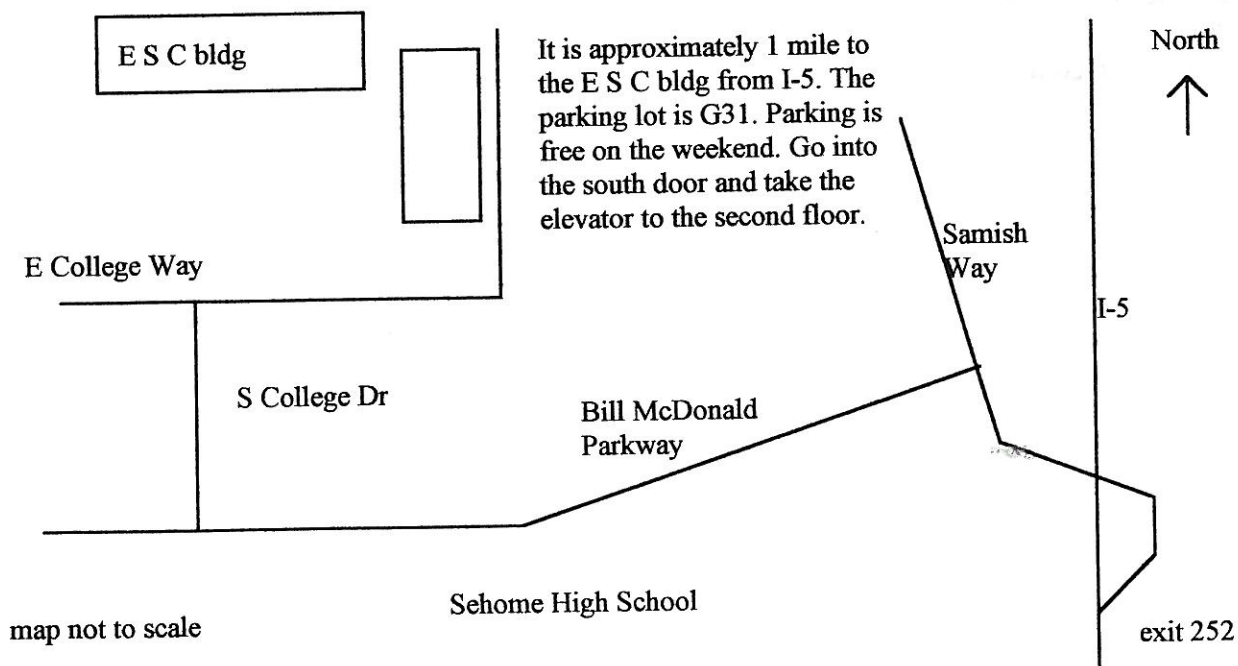 E S C bldg
It is approximately 1 mile to
the E S C bldg from I-5. The
parking lot is G31. Parking is
free on the weekend. Go into
the south door and take the
elevator to the second floor.
North
Samish
Way
E College Way
I-5
S College Dr
Bill McDonald
Parkway
Sehome High School
map not to scale
exit 252